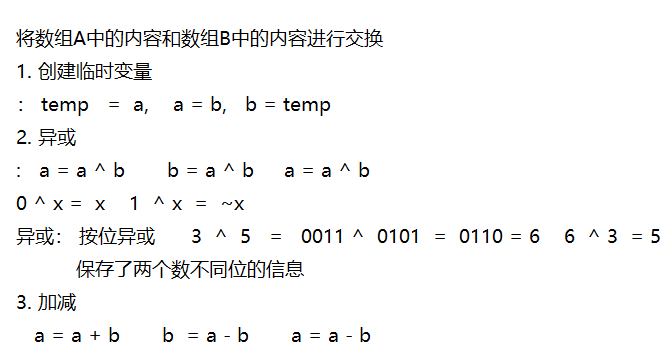 将数组A中的内容和数组B中的内容进行交换
1. 创建临时变量
： temp = a, a = b, b = temp
2. 异或
： a = a ^ b b = a ^ b a = a ^ b
0 ^ x = x 1 ^ x = ~x
异或： 按位异或 3 ^ 5 = 0011 ^ 0101 = 0110 = 6 6 ^ 3 = 5
保存了两个数不同位的信息
3. 加减
a = a + b b = a - b a = a - b